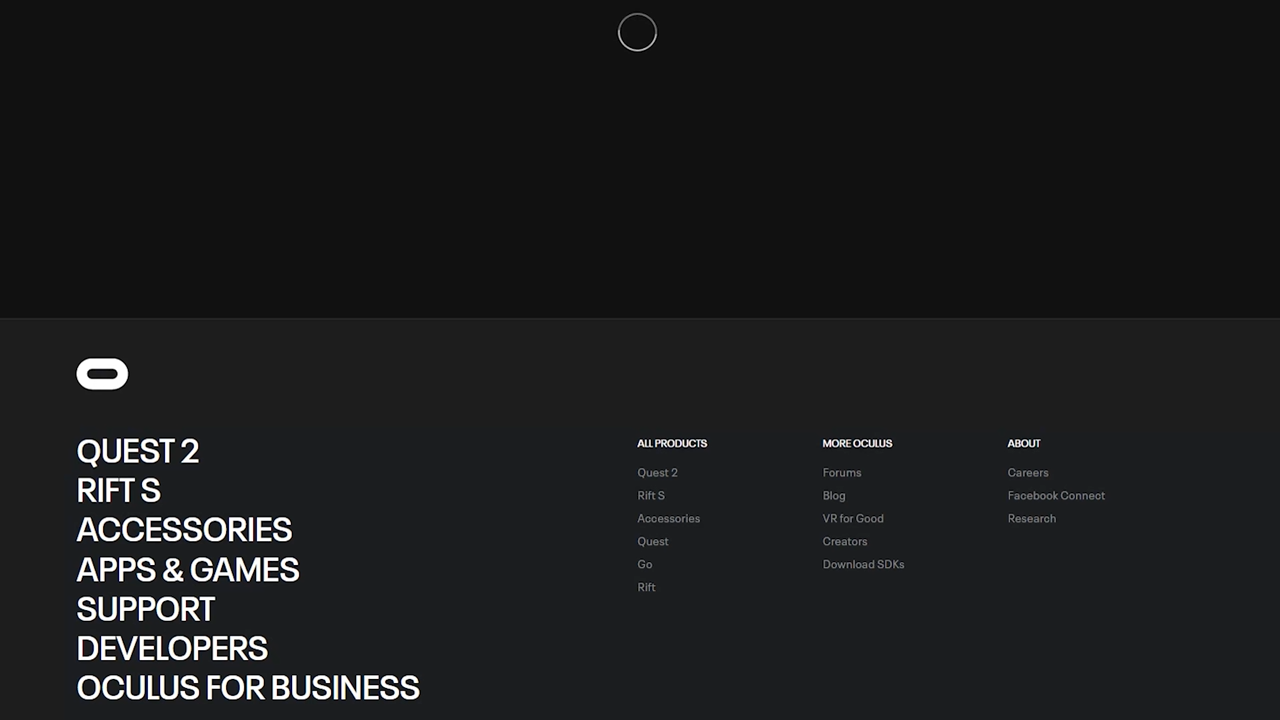 QUEST 2
RIFT S
ACCESSORIES
APPS & GAMES
SUPPORT
DEVELOPERS
OCULUS FOR BUSINESS
ALL PRODUCTS
Quest 2
Rift S
Accessories
Quest
Go
Rift
MORE OCULUS
Forums
Blog
VR for Good
Creators
Download SDKs
ABOUT
Careers
Facebook Connect
Research